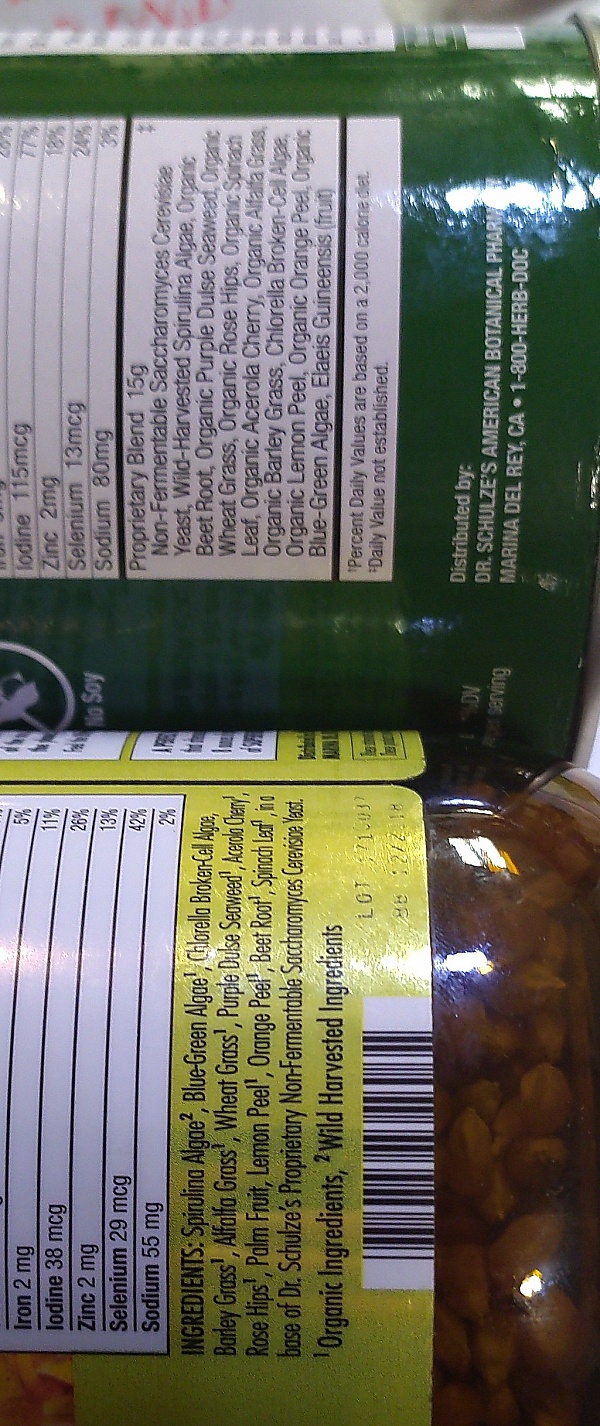 28%
Iodine 115mcg 77%
Zinc 2mg 18%
Selenium 13mcg 24%
Sodium 80mg 3%
Proprietary Blend 15g ‡
Non-Fermentable Saccharomyces Cerevisiae
Yeast, Wild-Harvested Spirulina Algae, Organic
Beet Root, Organic Purple Dulse Seaweed, Organic
Wheat Grass, Organic Rose Hips, Organic Spinach
Leaf, Organic Acerola Cherry, Organic Alfalfa Grass,
Organic Barley Grass, Chlorella Broken-Cell Algae,
Organic Lemon Peel, Organic Orange Peel, Organic
Blue-Green Algae, Elaeis Guineensis (fruit)
†Percent Daily Values are based on a 2,000 calorie diet.
‡Daily Value not established.
Distributed by:
DR. SCHULZE'S AMERICAN BOTANICAL
MARINA DEL REY, CA • 1-800-HERB-DOC
No Soy
DV
serving
5%
Iron 2 mg
Iodine 38 mcg 11%
Zinc 2 mg 20%
Selenium 29 mcg 13%
Sodium 55 mg 42%
2%
INGREDIENTS: Spirulina Algae², Blue-Green Algae¹, Chlorella Broken-Cell Algae,
Barley Grass¹, Alfalfa Grass¹, Wheat Grass¹, Purple Dulse Seaweed¹, Acerola Cherry¹,
Rose Hips¹, Palm Fruit, Lemon Peel¹, Orange Peel¹, Beet Root¹, Spinach Leaf¹, in a
base of Dr. Schulze's Proprietary Non-Fermentable Saccharomyces Cerevisiae Yeast.
¹ Organic Ingredients, ² Wild Harvested Ingredients
LOT